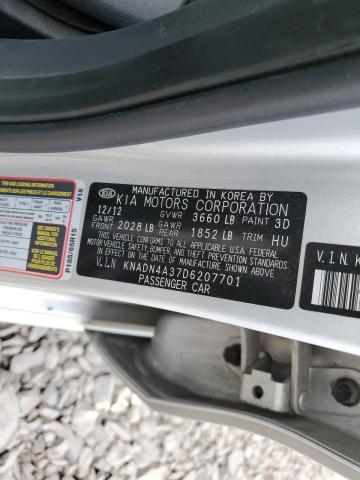 MANUFACTURED IN KOREA BY
KIA KIA MOTORS CORPORATION
12/12 GVWR 3660 LB PAINT 3D
GAWR FRONT 2028 LB GAWR REAR 1852 LB TRIM HU
THIS VEHICLE CONFORMS TO ALL APPLICABLE FEDERAL
MOTOR VEHICLE SAFETY, BUMPER, AND THEFT PREVENTION
STANDARDS IN EFFECT ON THE DATE OF MANUFACTURE SHOWN ABOVE.
V.I.N KNADN4A37D6207701
PASSENGER CAR
TIRE AND LOADING INFORMATION
V18
P185/65R15
V.I.N. K